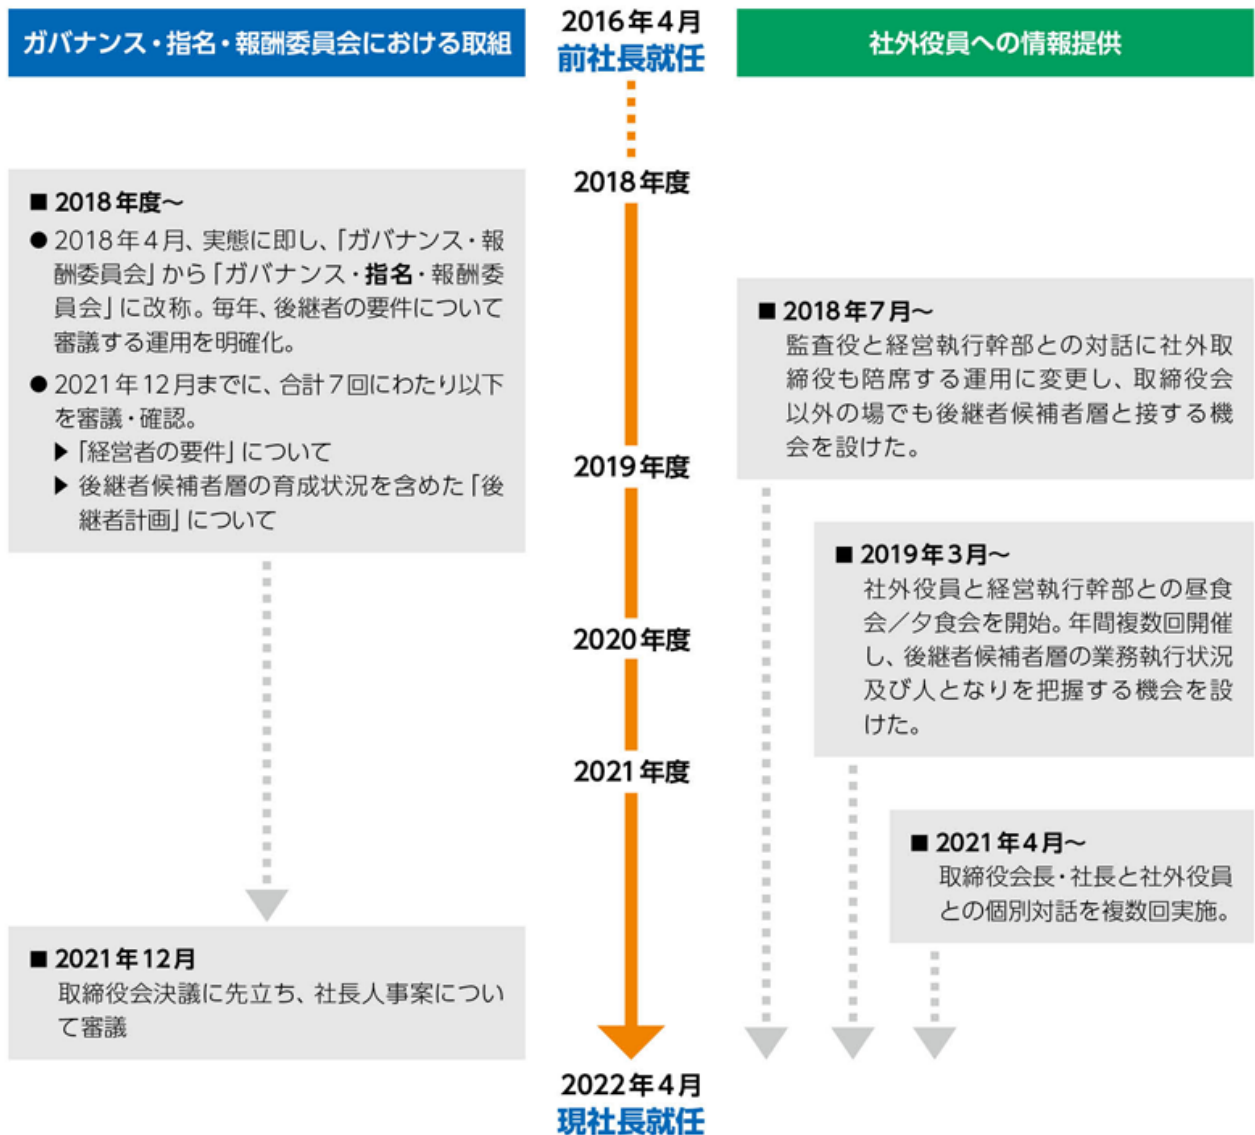 ガバナンス・指名・報酬委員会における取組
2016年4月
前社長就任
社外役員への情報提供
■ 2018年度～
● 2018年4月、実態に即し、「ガバナンス・報
酬委員会」から「ガバナンス・指名・報酬委
員会」に改称。毎年、後継者の要件について
審議する運用を明確化。
● 2021年12月までに、合計7回にわたり以下
を審議・確認。
▶「経営者の要件」について
▶ 後継者候補者層の育成状況を含めた「後
継者計画」について
■ 2021年12月
取締役会決議に先立ち、社長人事案につい
て審議
2018年度
2019年度
2020年度
2021年度
2022年4月
現社長就任
■ 2018年7月～
監査役と経営執行幹部との対話に社外取
締役も陪席する運用に変更し、取締役会
以外の場でも後継者候補者層と接する機
会を設けた。
■ 2019年3月～
社外役員と経営執行幹部との昼食
会／夕食会を開始。年間複数回開催
し、後継者候補者層の業務執行状況
及び人となりを把握する機会を設
けた。
■ 2021年4月～
取締役会長・社長と社外役員
との個別対話を複数回実施。